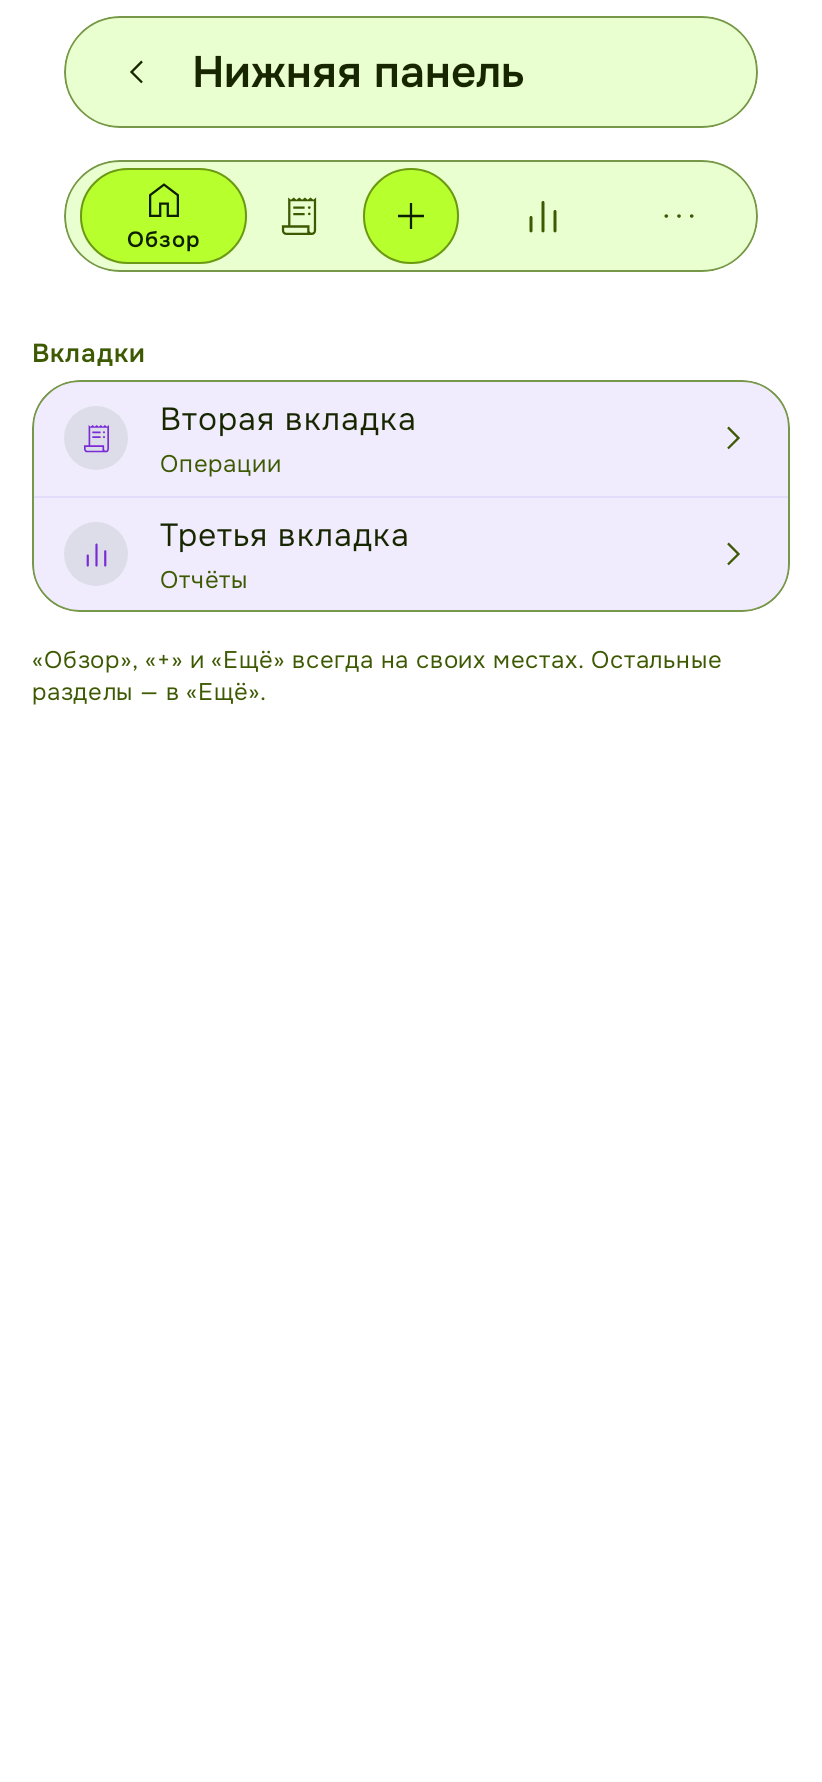 Нижняя панель
Обзор
Вкладки
Вторая вкладка
Операции
Третья вкладка
Отчёты
«Обзор», «+» и «Ещё» всегда на своих местах. Остальные
разделы — в «Ещё».